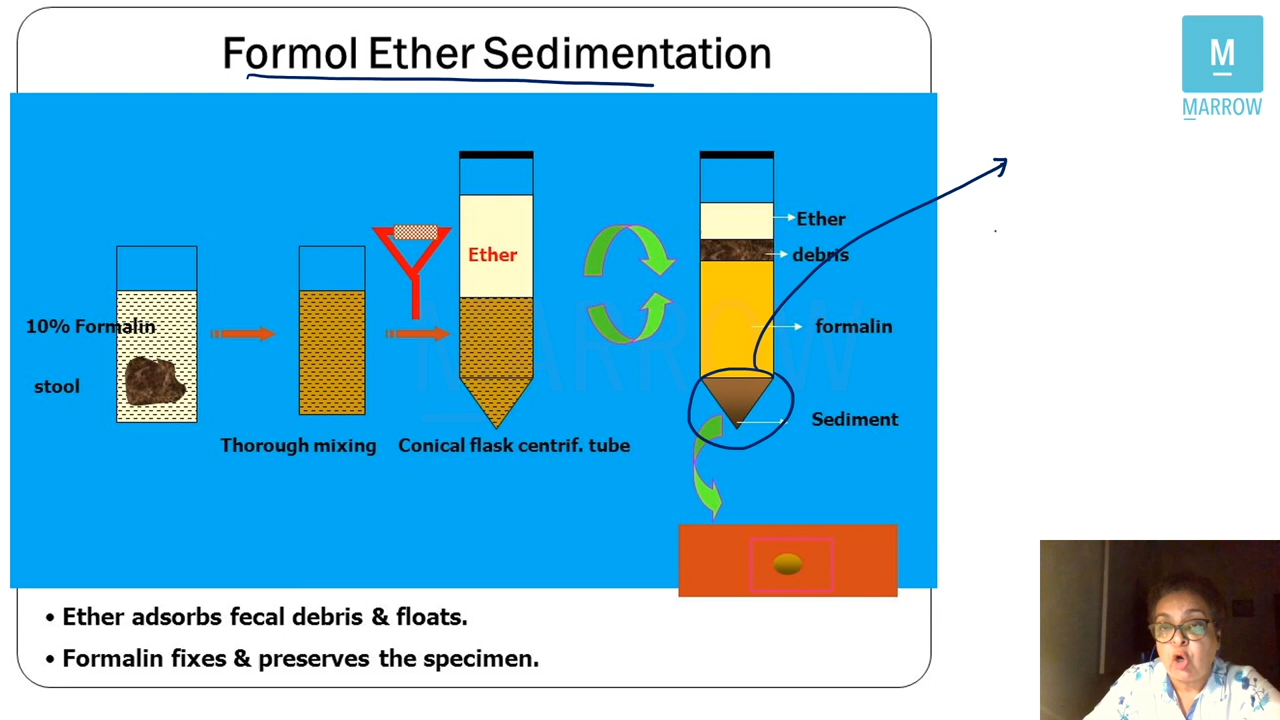 Formol Ether Sedimentation
M
MARROW
Ether
Ether
debris
10% Formalin
formalin
stool
Sediment
Thorough mixing
Conical flask centrif. tube
MARROW
• Ether adsorbs fecal debris & floats.
• Formalin fixes & preserves the specimen.